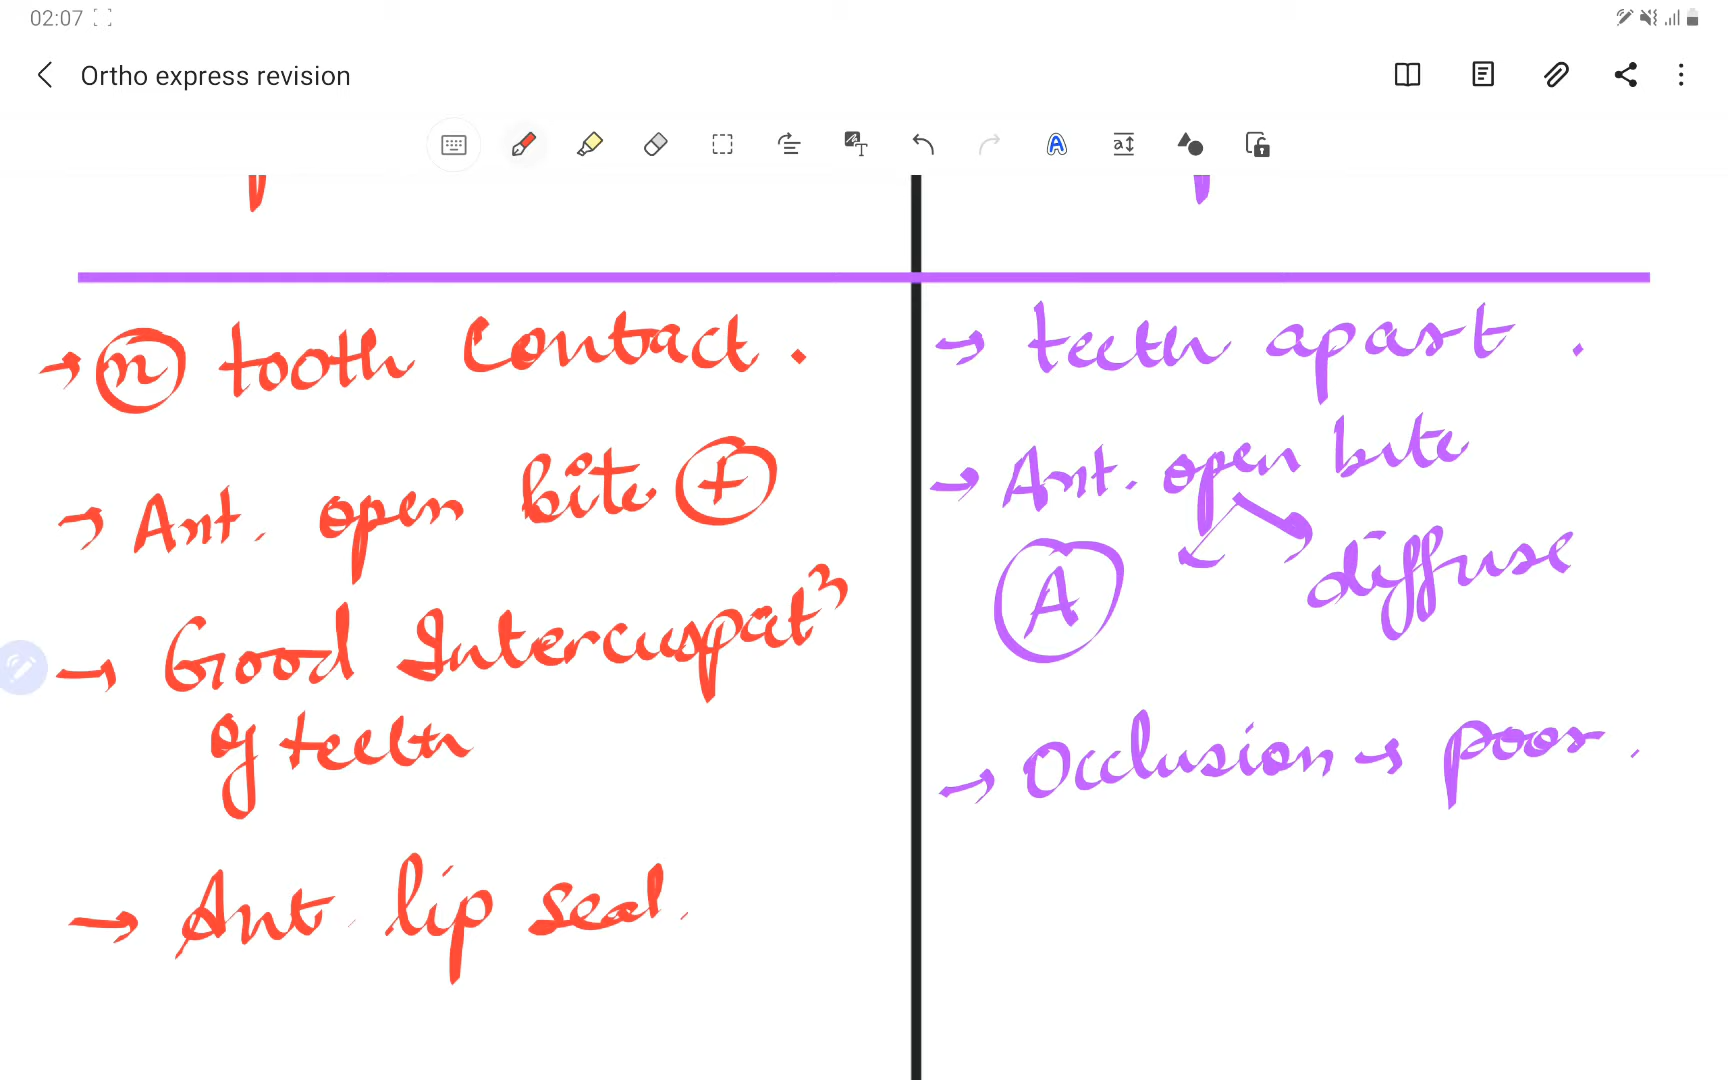 02:07
Ortho express revision
→ (n) tooth contact.
→ Ant. open bite (+)
→ Good Intercuspatⁿ
of teeth
→ Ant. lip seal.
→ teeth apart.
→ Ant. open bite
(A) diffuse
→ Occlusion → poor.